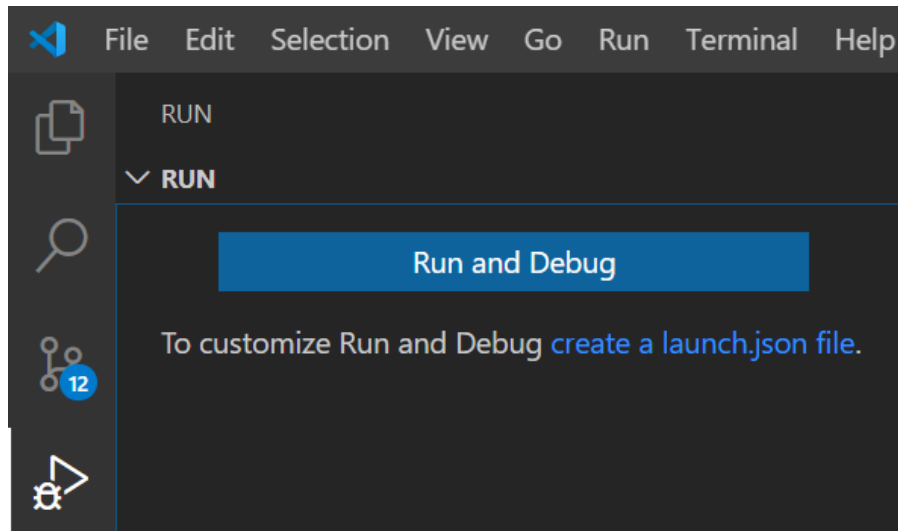 File Edit Selection View Go Run Terminal Help
RUN
RUN
Run and Debug
To customize Run and Debug create a launch.json file.
12